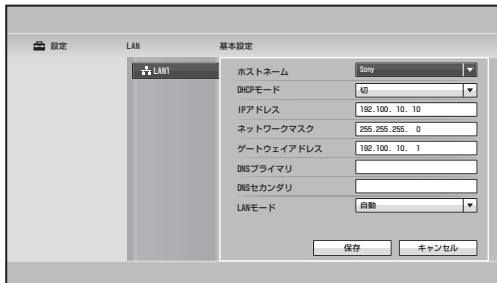 設定 LAN 基本設定
LAN1
ホストネーム Sony
DHCPモード 切
IPアドレス 192.100. 10. 10
ネットワークマスク 255.255.255. 0
ゲートウェイアドレス 192.100. 10. 1
DNSプライマリ
DNSセカンダリ
LANモード 自動
保存 キャンセル